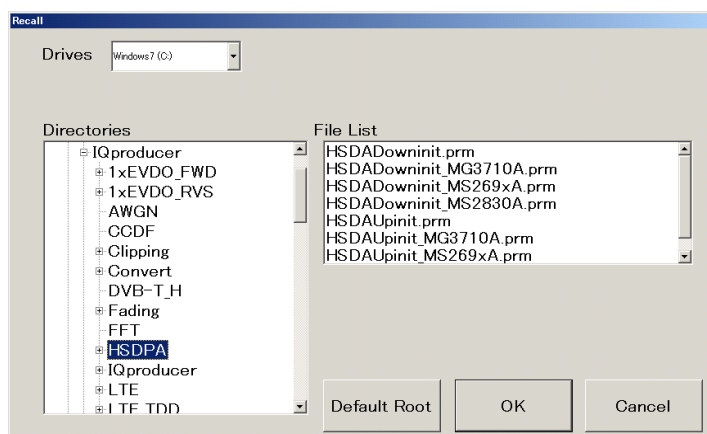 Recall
Drives
Windows7 (C:)
Directories
IQproducer
1xEVDO_FWD
1xEVDO_RVS
AWGN
CCDF
Clipping
Convert
DVB-T_H
Fading
FFT
HSDPA
IQproducer
LTE
LTE_TDD
File List
HSDADowninit.prm
HSDADowninit_MG3710A.prm
HSDADowninit_MS269xA.prm
HSDADowninit_MS2830A.prm
HSDAUpinit.prm
HSDAUpinit_MG3710A.prm
HSDAUpinit_MS269xA.prm
Default Root
OK
Cancel